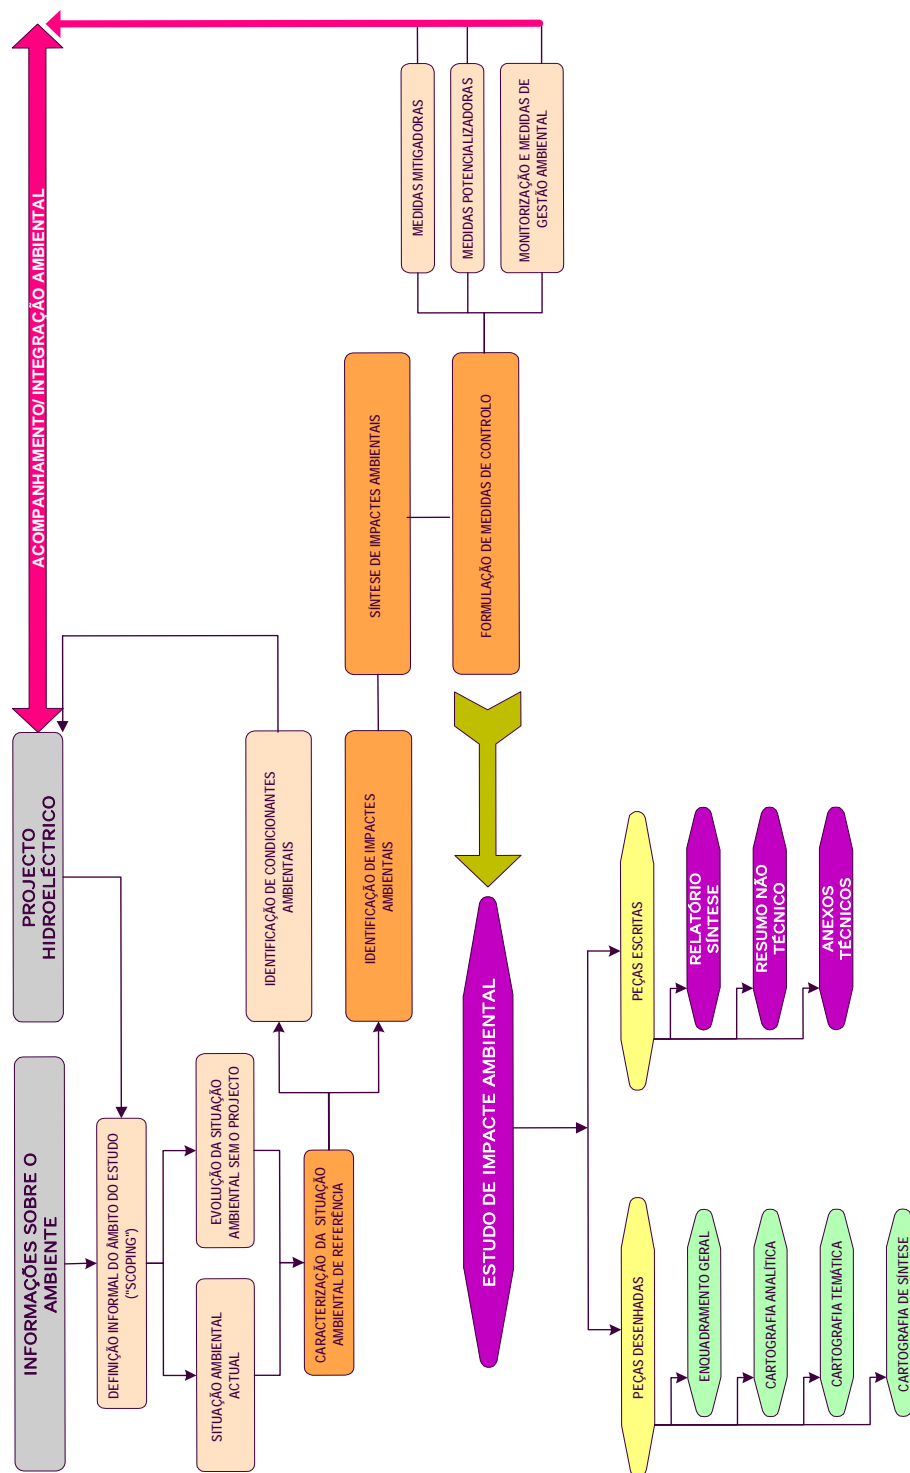 INFORMAÇÕES SOBRE O
AMBIENTE
PROJECTO
HIDROELÉCTRICO
ACOMPANHAMENTO/ INTEGRAÇÃO AMBIENTAL
DEFINIÇÃO INFORMAL DO ÂMBITO DO ESTUDO
("SCOPING")
SITUAÇÃO AMBIENTAL
ACTUAL
EVOLUÇÃO DA SITUAÇÃO
AMBIENTAL SEM O PROJECTO
CARACTERIZAÇÃO DA SITUAÇÃO
AMBIENTAL DE REFERÊNCIA
IDENTIFICAÇÃO DE CONDICIONANTES
AMBIENTAIS
IDENTIFICAÇÃO DE IMPACTES
AMBIENTAIS
SÍNTESE DE IMPACTES AMBIENTAIS
FORMULAÇÃO DE MEDIDAS DE CONTROLO
MEDIDAS MITIGADORAS
MEDIDAS POTENCIALIZADORAS
MONITORIZAÇÃO E MEDIDAS DE
GESTÃO AMBIENTAL
ESTUDO DE IMPACTE AMBIENTAL
PEÇAS DESENHADAS
ENQUADRAMENTO GERAL
CARTOGRAFIA ANALÍTICA
CARTOGRAFIA TEMÁTICA
CARTOGRAFIA DE SÍNTESE
PEÇAS ESCRITAS
RELATÓRIO
SÍNTESE
RESUMO NÃO
TÉCNICO
ANEXOS
TÉCNICOS